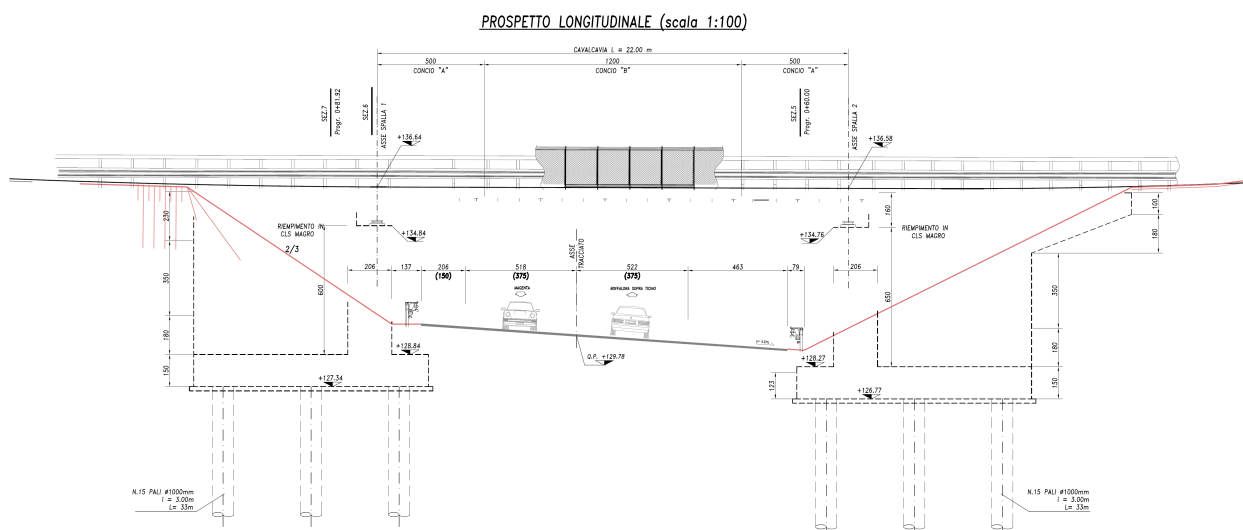 PROSPETTO LONGITUDINALE (scala 1:100)
CAVALCAVIA L = 22.00 m
500
1200
500
CONCIO "A"
CONCIO "B"
CONCIO "A"
SEZ.7
Progr. 0+81.92
SEZ.6
ASSE SPALLA 1
SEZ.5
Progr. 0+60.00
ASSE SPALLA 2
+136.64
+136.58
230
350
180
150
RIEMPIMENTO IN
CLS MAGRO
2/3
600
+134.84
+134.76
160
RIEMPIMENTO IN
CLS MAGRO
650
100
180
350
180
150
ASSE
TRACCIATO
206
137
206
(150)
518
(375)
522
(375)
463
79
206
MAGENTA
BOFFALORA SOPRA TICINO
Q.P. +129.78
+128.84
+128.27
+127.34
+126.77
123
N.15 PALI ø1000mm
i = 3.00m
L= 33m
N.15 PALI ø1000mm
i = 3.00m
L= 33m